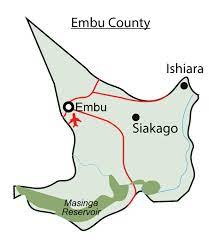 Embu County
Ishiara
Embu
Siakago
Masinga
Reservoir